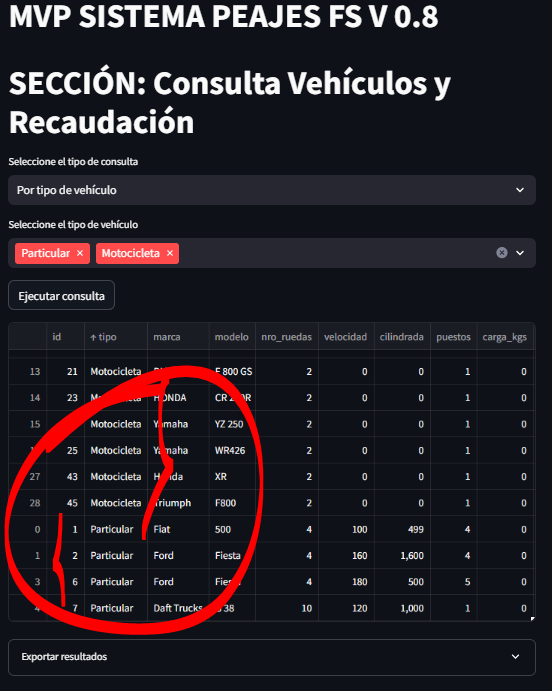 MVP SISTEMA PEAJES FS V 0.8
SECCIÓN: Consulta Vehículos y
Recaudación
Seleccione el tipo de consulta
Por tipo de vehículo
Seleccione el tipo de vehículo
Particular × Motocicleta ×
Ejecutar consulta
id ↑ tipo marca modelo nro_ruedas velocidad cilindrada puestos carga_kgs
13 21 Motocicleta F 800 GS 2 0 0 1 0
14 23 Motocicleta HONDA CR 2 0 0 1 0
15 Motocicleta Yamaha YZ 250 2 0 0 1 0
25 Motocicleta Yamaha WR426 2 0 0 1 0
27 43 Motocicleta Honda XR 2 0 0 1 0
28 45 Motocicleta Triumph F800 2 0 0 1 0
0 1 Particular Fiat 500 4 100 499 4 0
1 2 Particular Ford Fiesta 4 160 1,600 4 0
3 6 Particular Ford Fiesta 4 180 500 5 0
4 7 Particular Daft Trucks 38 10 120 1,000 1 0
Exportar resultados